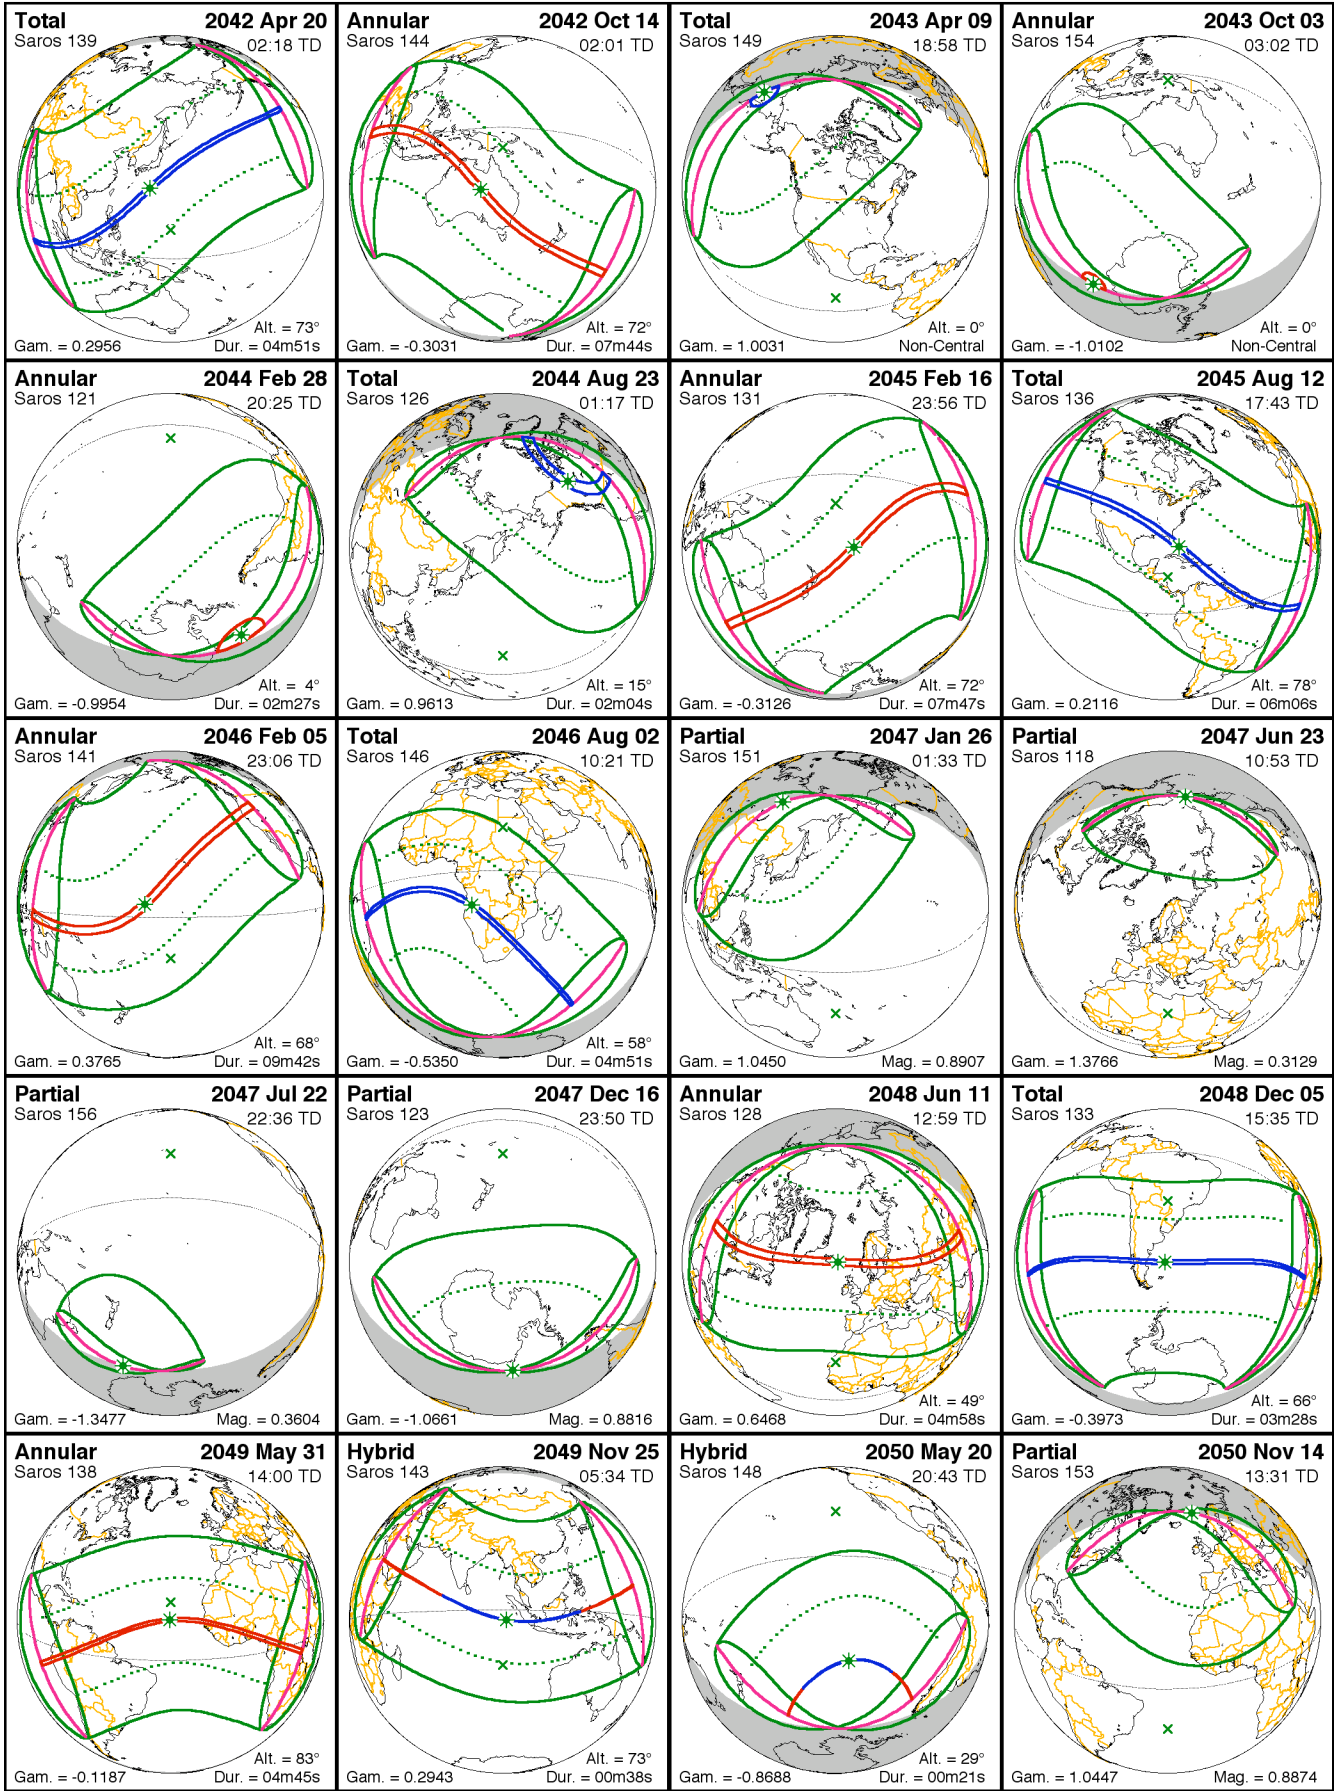 Total 2042 Apr 20
Saros 139 02:18 TD
Alt. = 73°
Gam. = 0.2956 Dur. = 04m51s
Annular 2042 Oct 14
Saros 144 02:01 TD
Alt. = 72°
Gam. = -0.3031 Dur. = 07m44s
Total 2043 Apr 09
Saros 149 18:58 TD
Alt. = 0°
Gam. = 1.0031 Non-Central
Annular 2043 Oct 03
Saros 154 03:02 TD
Alt. = 0°
Gam. = -1.0102 Non-Central
Annular 2044 Feb 28
Saros 121 20:25 TD
Alt. = 4°
Gam. = -0.9954 Dur. = 02m27s
Total 2044 Aug 23
Saros 126 01:17 TD
Alt. = 15°
Gam. = 0.9613 Dur. = 02m04s
Annular 2045 Feb 16
Saros 131 23:56 TD
Alt. = 72°
Gam. = -0.3126 Dur. = 07m47s
Total 2045 Aug 12
Saros 136 17:43 TD
Alt. = 78°
Gam. = 0.2116 Dur. = 06m06s
Annular 2046 Feb 05
Saros 141 23:06 TD
Alt. = 68°
Gam. = 0.3765 Dur. = 09m42s
Total 2046 Aug 02
Saros 146 10:21 TD
Alt. = 58°
Gam. = -0.5350 Dur. = 04m51s
Partial 2047 Jan 26
Saros 151 01:33 TD
Gam. = 1.0450 Mag. = 0.8907
Partial 2047 Jun 23
Saros 118 10:53 TD
Gam. = 1.3766 Mag. = 0.3129
Partial 2047 Jul 22
Saros 156 22:36 TD
Gam. = -1.3477 Mag. = 0.3604
Partial 2047 Dec 16
Saros 123 23:50 TD
Gam. = -1.0661 Mag. = 0.8816
Annular 2048 Jun 11
Saros 128 12:59 TD
Alt. = 49°
Gam. = 0.6468 Dur. = 04m58s
Total 2048 Dec 05
Saros 133 15:35 TD
Alt. = 66°
Gam. = -0.3973 Dur. = 03m28s
Annular 2049 May 31
Saros 138 14:00 TD
Alt. = 83°
Gam. = -0.1187 Dur. = 04m45s
Hybrid 2049 Nov 25
Saros 143 05:34 TD
Alt. = 73°
Gam. = 0.2943 Dur. = 00m38s
Hybrid 2050 May 20
Saros 148 20:43 TD
Alt. = 29°
Gam. = -0.8688 Dur. = 00m21s
Partial 2050 Nov 14
Saros 153 13:31 TD
Gam. = 1.0447 Mag. = 0.8874